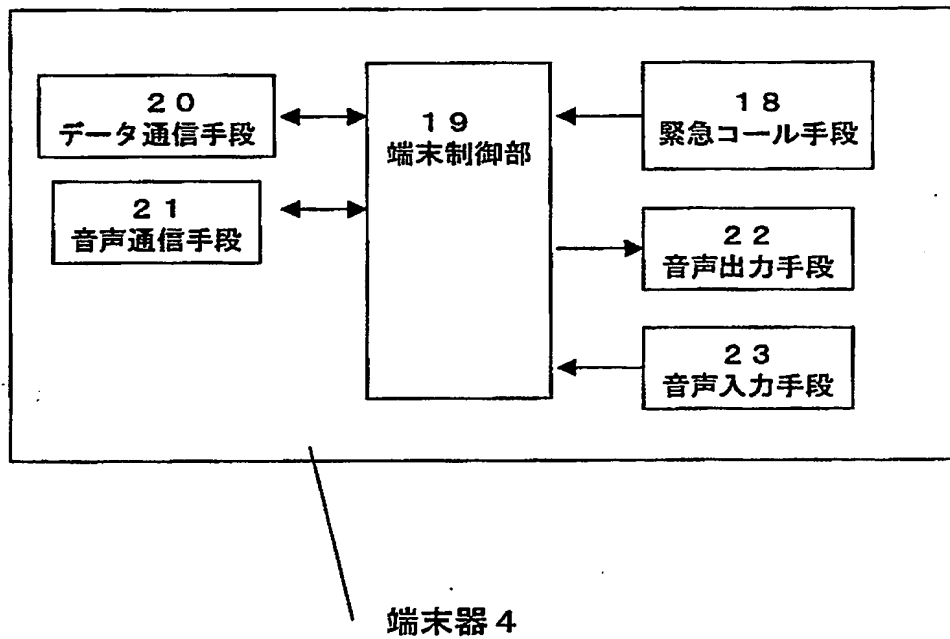 20
データ通信手段
21
音声通信手段
19
端末制御部
18
緊急コール手段
22
音声出力手段
23
音声入力手段
端末器4